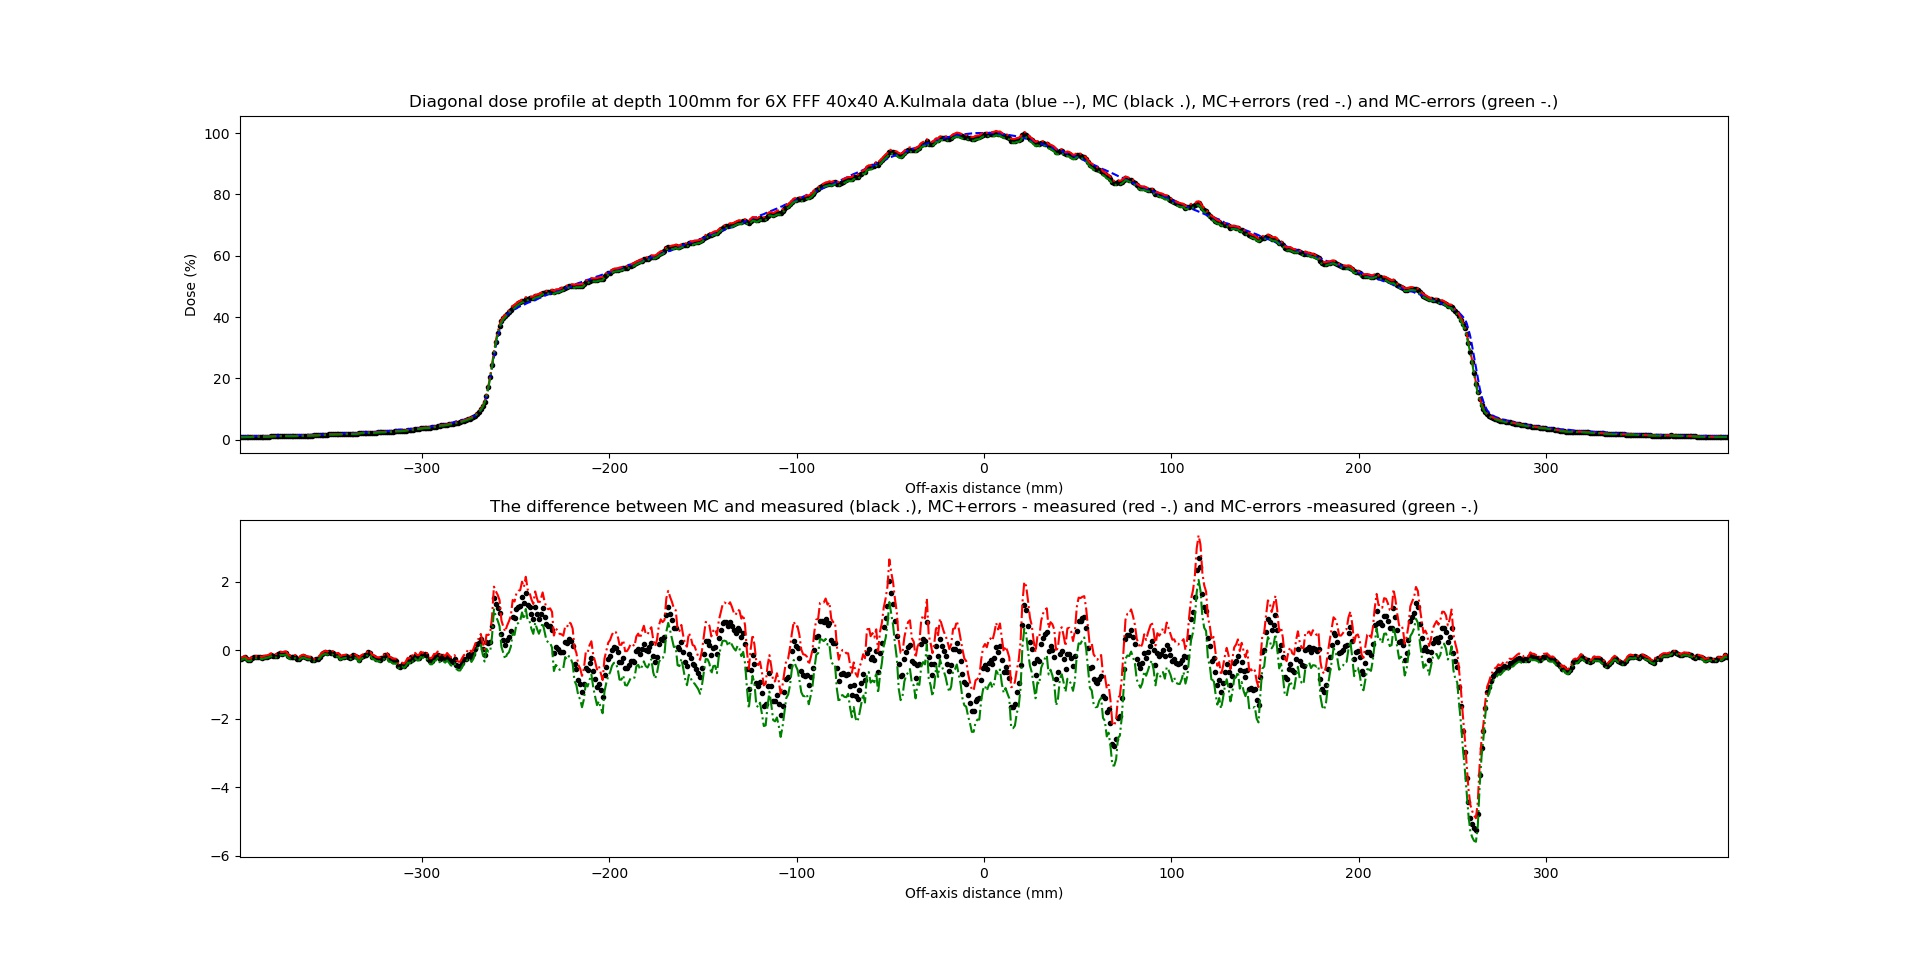 Diagonal dose profile at depth 100mm for 6X FFF 40x40 A.Kulmala data (blue --), MC (black .), MC+errors (red -.) and MC-errors (green -.)
100
80
60
40
20
0
Dose (%)
−300 −200 −100 0 100 200 300
Off-axis distance (mm)
The difference between MC and measured (black .), MC+errors - measured (red -.) and MC-errors -measured (green -.)
2
0
−2
−4
−6
−300 −200 −100 0 100 200 300
Off-axis distance (mm)